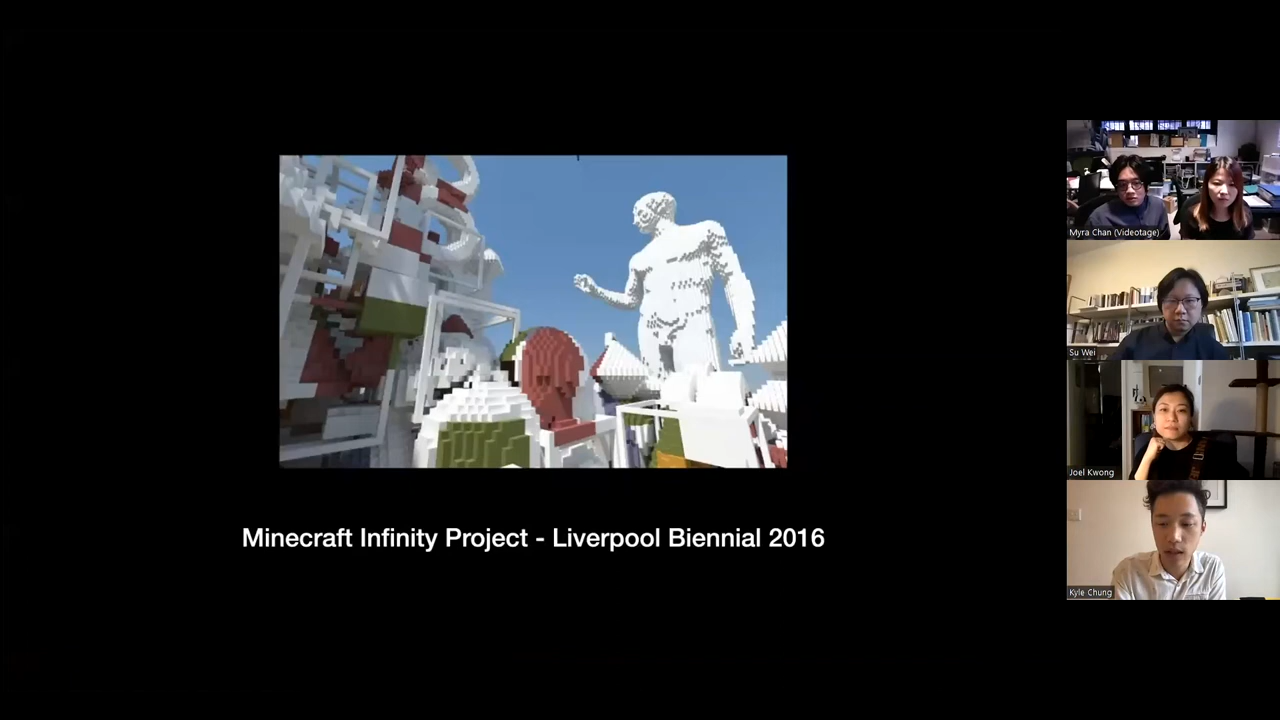 Minecraft Infinity Project - Liverpool Biennial 2016
Myra Chan (Videotage)
Su Wei
Joel Kwong
Kyle Chung